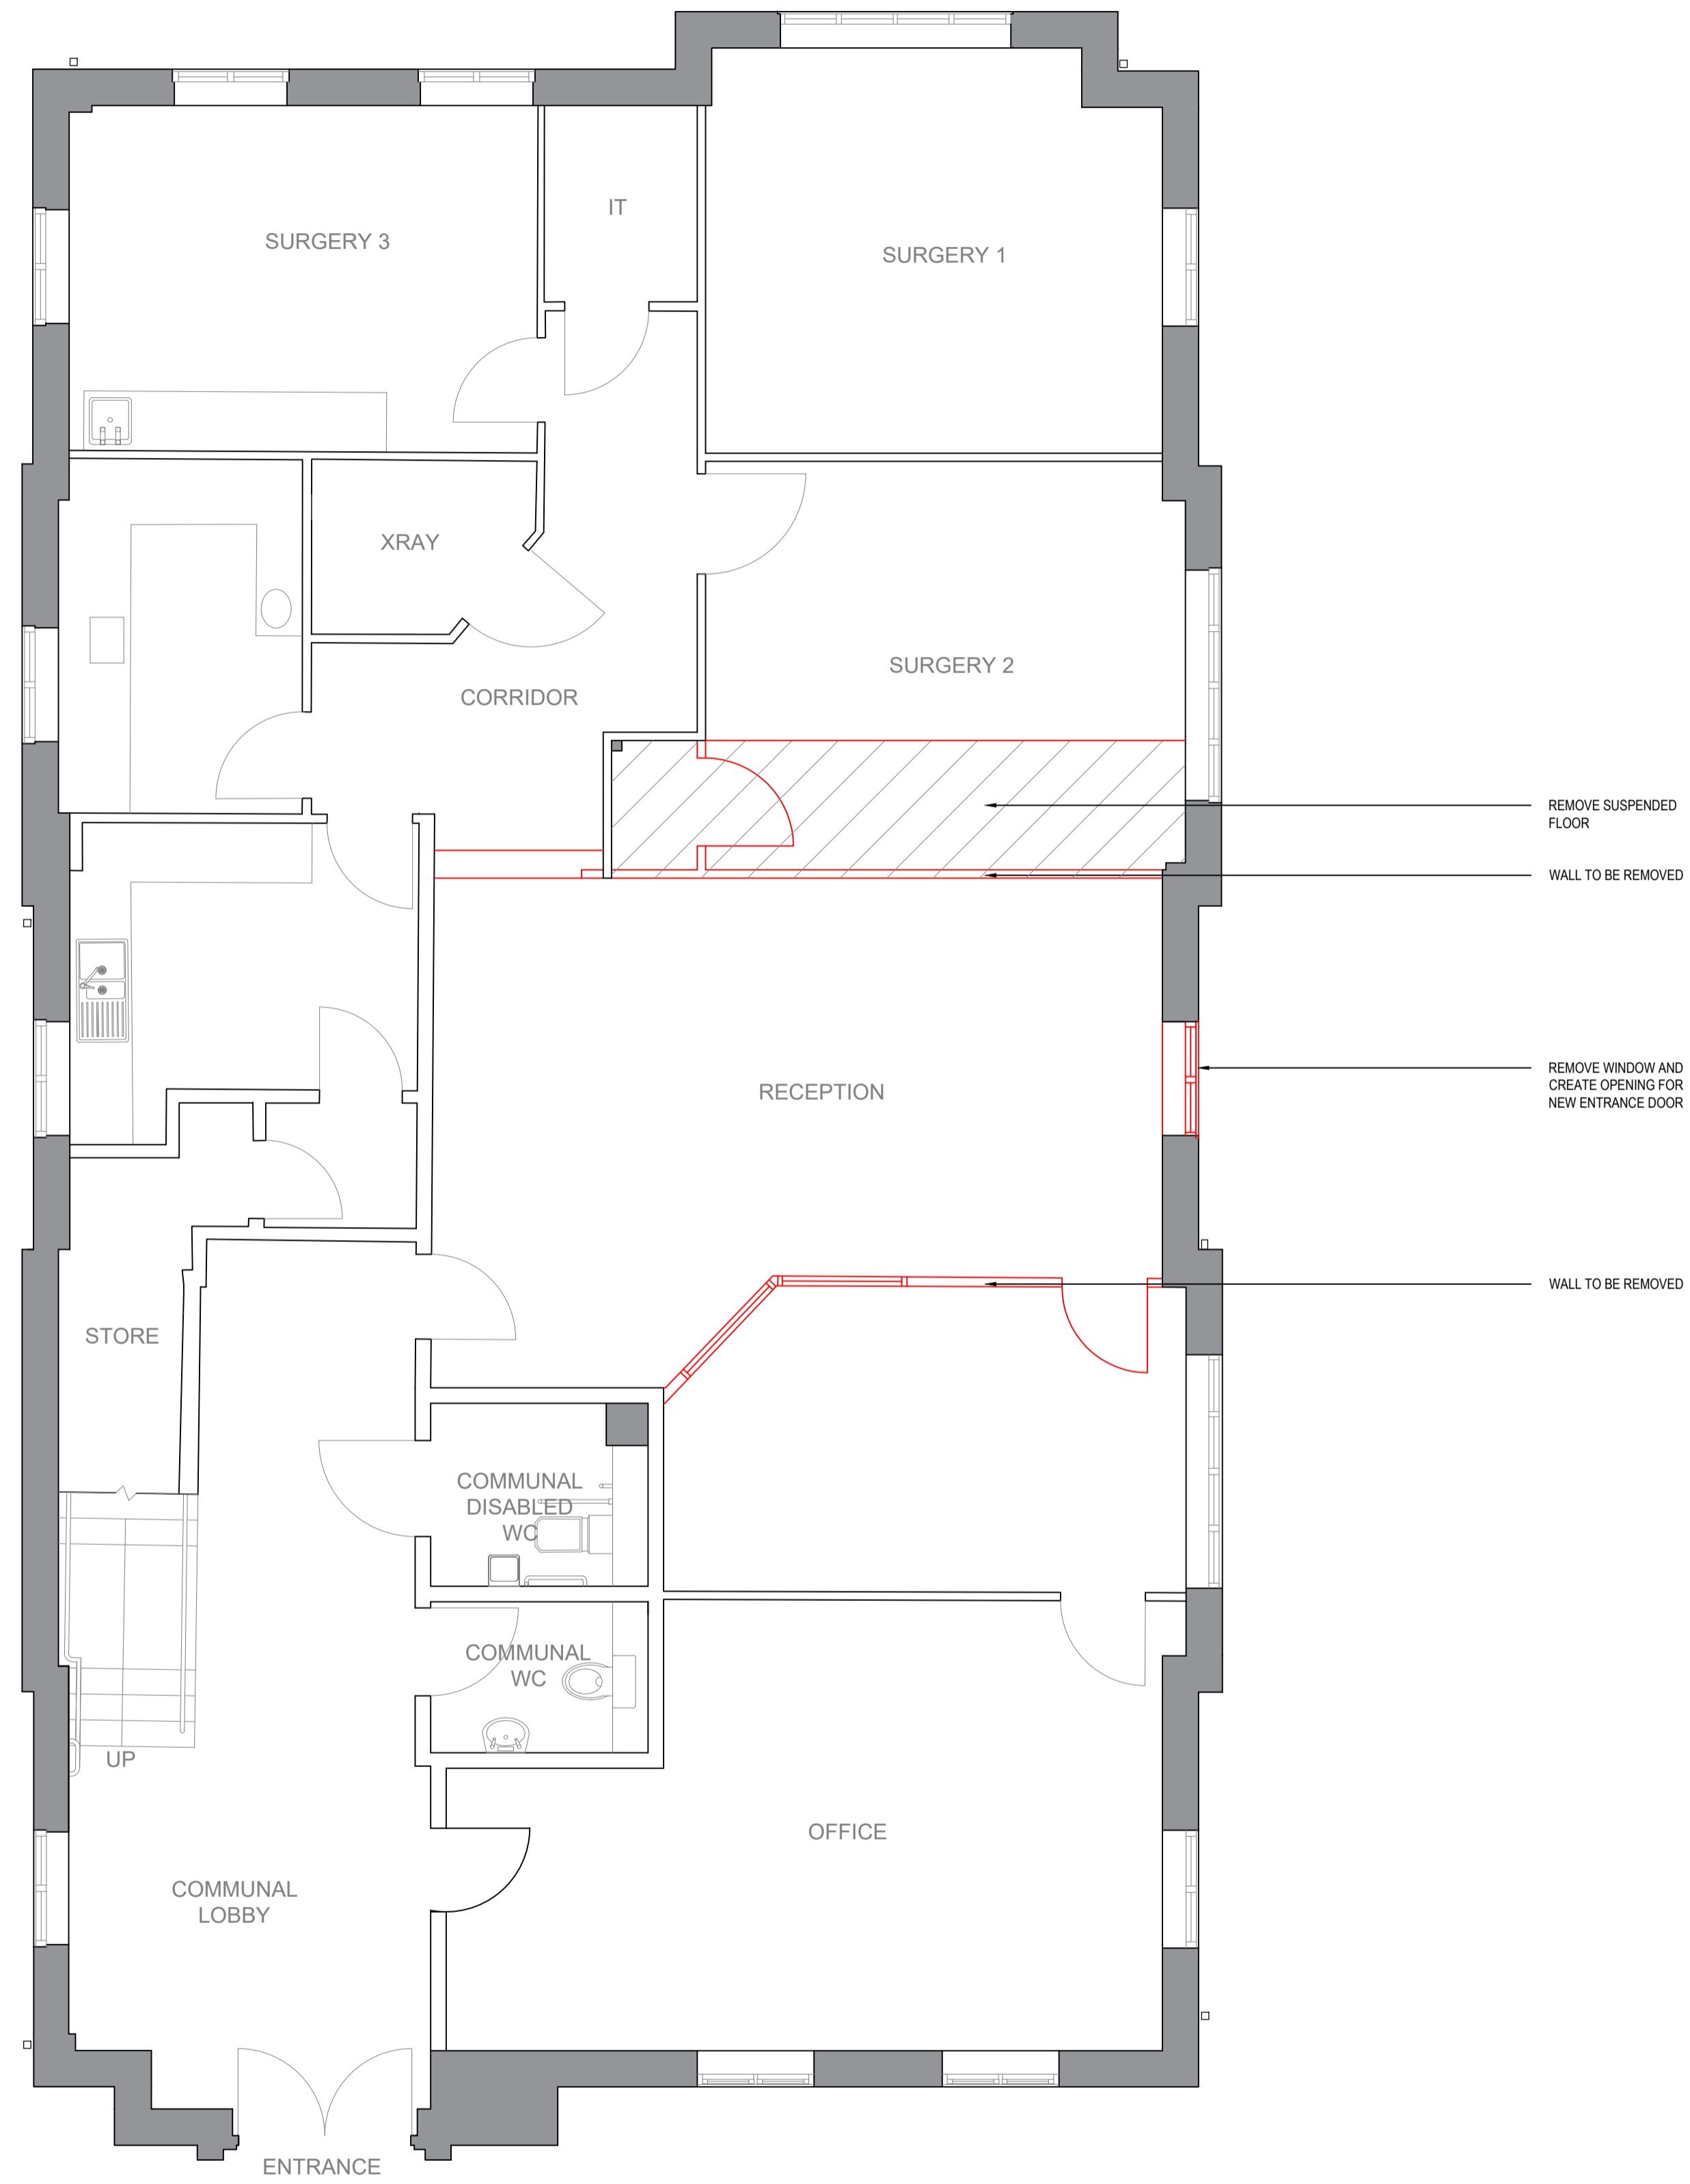 IT
SURGERY 3
SURGERY 1
XRAY
SURGERY 2
CORRIDOR
REMOVE SUSPENDED
FLOOR
WALL TO BE REMOVED
REMOVE WINDOW AND
CREATE OPENING FOR
NEW ENTRANCE DOOR
RECEPTION
WALL TO BE REMOVED
STORE
COMMUNAL
DISABLED
WC
COMMUNAL
WC
UP
OFFICE
COMMUNAL
LOBBY
ENTRANCE